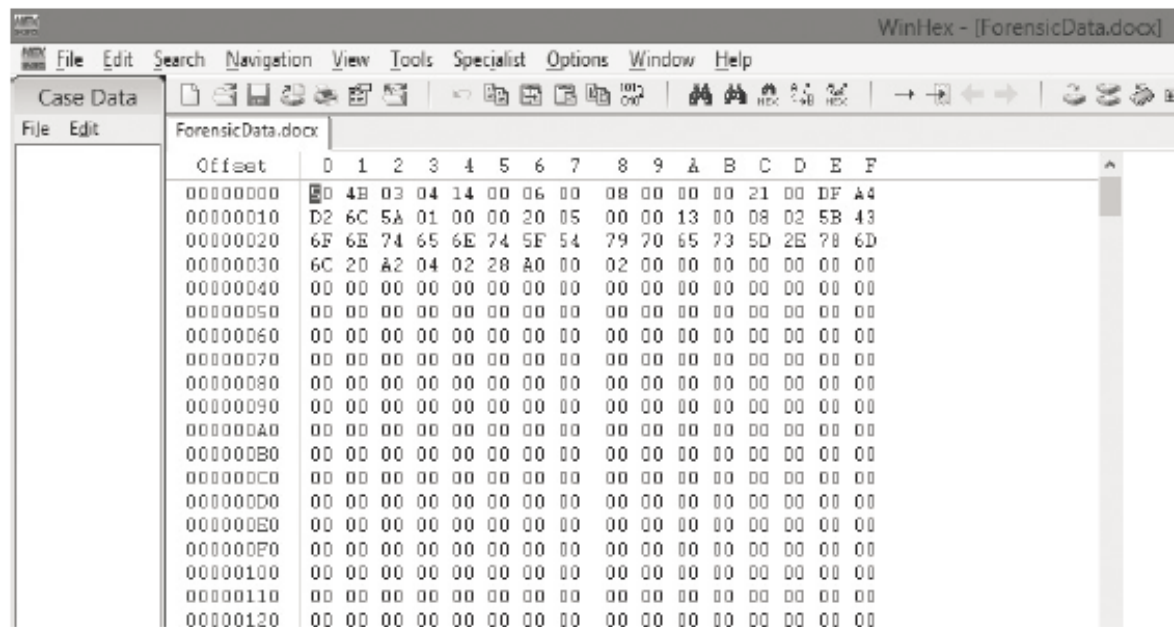 WinHex - [ForensicData.docx]
File Edit Search Navigation View Tools Specialist Options Window Help
Case Data
File Edit
ForensicData.docx
Offset 0 1 2 3 4 5 6 7 8 9 A B C D E F
00000000 50 4B 03 04 14 00 06 00 08 00 00 00 21 00 DF A4
00000010 D2 6C 5A 01 00 00 20 05 00 00 13 00 08 02 5B 43
00000020 6F 6E 74 65 6E 74 5F 54 79 70 65 73 5D 2E 78 6D
00000030 6C 20 A2 04 02 28 A0 00 02 00 00 00 00 00 00 00
00000040 00 00 00 00 00 00 00 00 00 00 00 00 00 00 00 00
00000050 00 00 00 00 00 00 00 00 00 00 00 00 00 00 00 00
00000060 00 00 00 00 00 00 00 00 00 00 00 00 00 00 00 00
00000070 00 00 00 00 00 00 00 00 00 00 00 00 00 00 00 00
00000080 00 00 00 00 00 00 00 00 00 00 00 00 00 00 00 00
00000090 00 00 00 00 00 00 00 00 00 00 00 00 00 00 00 00
000000A0 00 00 00 00 00 00 00 00 00 00 00 00 00 00 00 00
000000B0 00 00 00 00 00 00 00 00 00 00 00 00 00 00 00 00
000000C0 00 00 00 00 00 00 00 00 00 00 00 00 00 00 00 00
000000D0 00 00 00 00 00 00 00 00 00 00 00 00 00 00 00 00
000000E0 00 00 00 00 00 00 00 00 00 00 00 00 00 00 00 00
000000F0 00 00 00 00 00 00 00 00 00 00 00 00 00 00 00 00
00000100 00 00 00 00 00 00 00 00 00 00 00 00 00 00 00 00
00000110 00 00 00 00 00 00 00 00 00 00 00 00 00 00 00 00
00000120 00 00 00 00 00 00 00 00 00 00 00 00 00 00 00 00